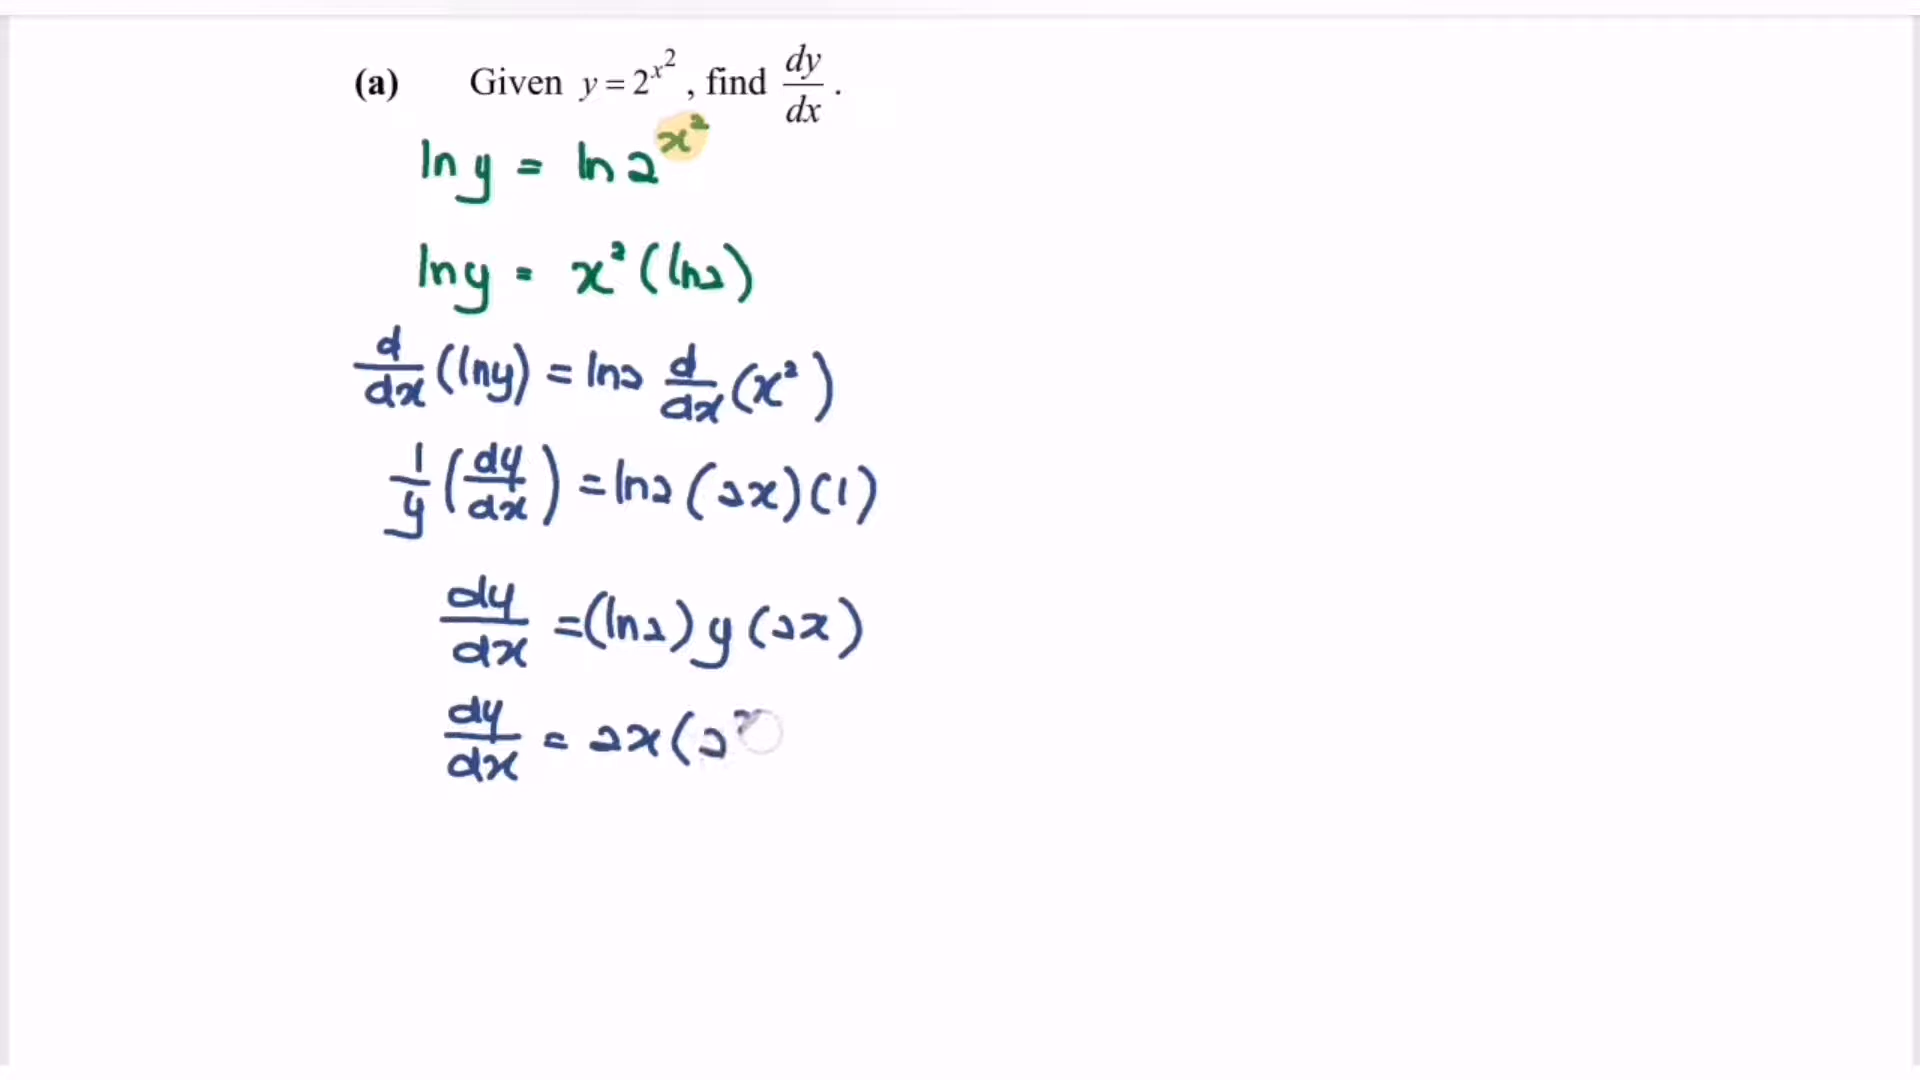 (a) Given y = 2^{x^2}, find dy/dx.
ln y = ln 2^{x^2}
ln y = x^2 (ln 2)
d/dx (ln y) = ln 2 d/dx (x^2)
1/y (dy/dx) = ln 2 (2x)(1)
dy/dx = (ln 2) y (2x)
dy/dx = 2x (2